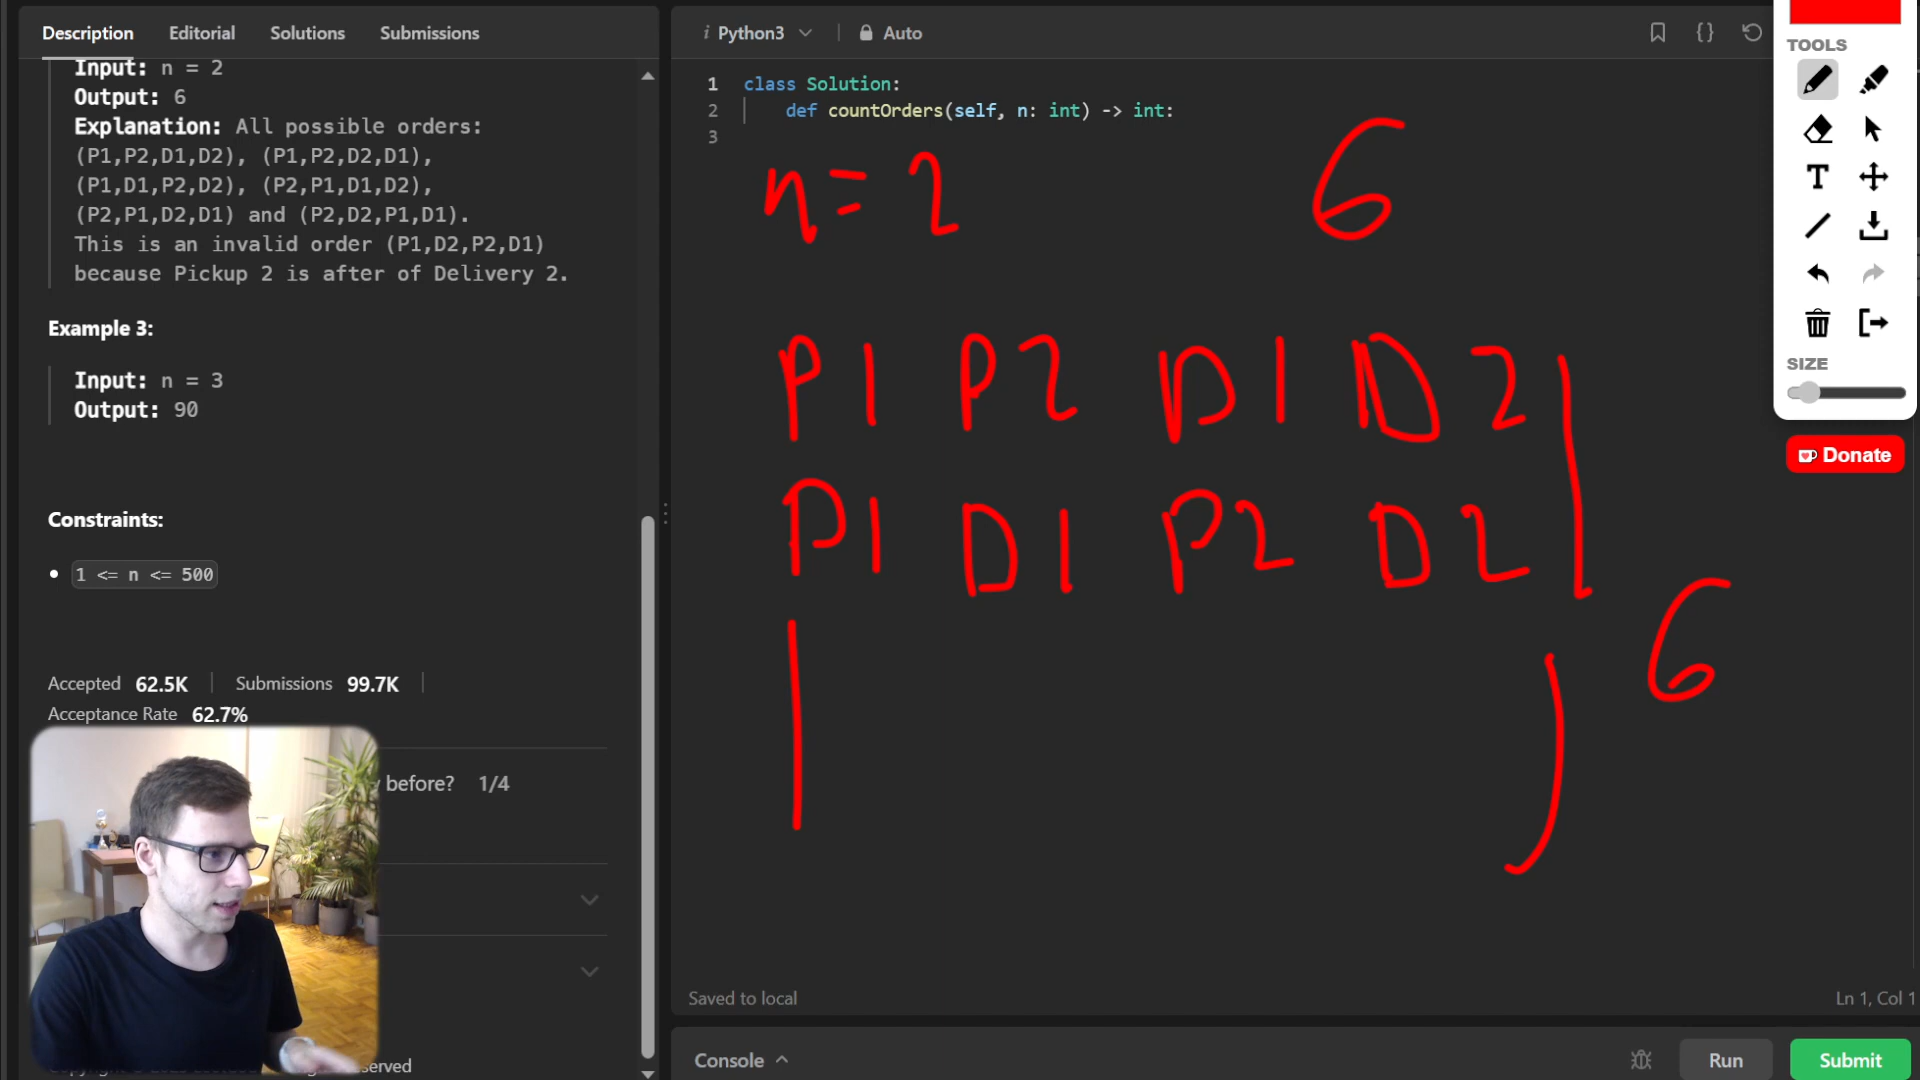 Description Editorial Solutions Submissions
Input: n = 2
Output: 6
Explanation: All possible orders:
(P1,P2,D1,D2), (P1,P2,D2,D1),
(P1,D1,P2,D2), (P2,P1,D1,D2),
(P2,P1,D2,D1) and (P2,D2,P1,D1).
This is an invalid order (P1,D2,P2,D1)
because Pickup 2 is after of Delivery 2.
Example 3:
Input: n = 3
Output: 90
Constraints:
1 <= n <= 500
Accepted 62.5K Submissions 99.7K
Acceptance Rate 62.7%
before? 1/4
i Python3 Auto
1 class Solution:
2 def countOrders(self, n: int) -> int:
3
n = 2 6
P1 P2 D1 D2
P1 D1 P2 D2
6
Saved to local Ln 1, Col 1
Console Run Submit
TOOLS
T
SIZE
Donate